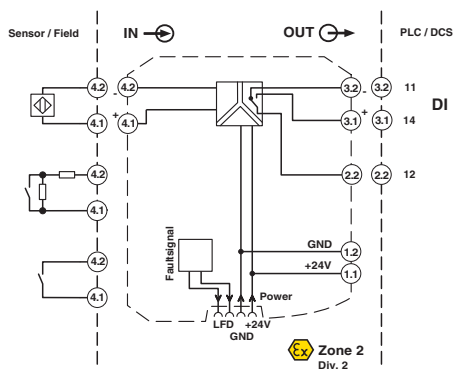 Sensor / Field
IN
OUT
PLC / DCS
4.2
4.2
-
3.2
-
3.2
11
DI
4.1
+
4.1
3.1
+
3.1
14
4.2
2.2
2.2
12
4.1
Faultsignal
GND
1.2
4.2
+24V
1.1
4.1
Power
LFD
+24V
GND
Ex
Zone 2
Div. 2